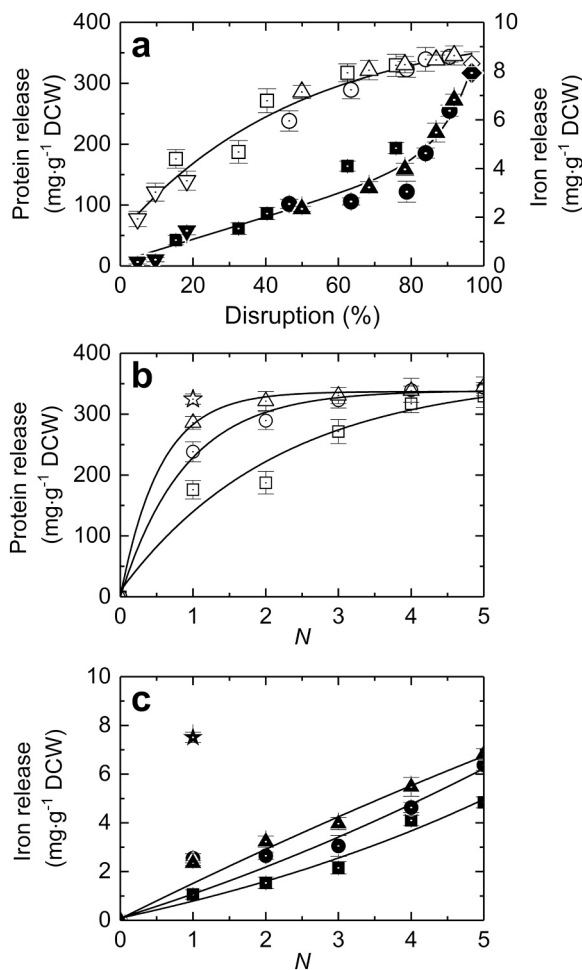 a
400
300
200
100
0
Protein release
(mg·g⁻¹ DCW)
10
8
6
4
2
0
Iron release
(mg·g⁻¹ DCW)
0 20 40 60 80 100
Disruption (%)
b
400
300
200
100
0
Protein release
(mg·g⁻¹ DCW)
0 1 2 3 4 5
N
c
10
8
6
4
2
0
Iron release
(mg·g⁻¹ DCW)
0 1 2 3 4 5
N